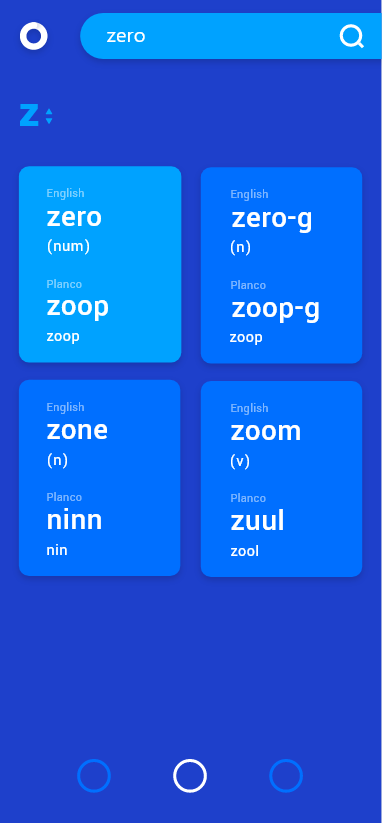 zero
Z
English
zero
(num)
Planco
zoop
zoop
English
zero-g
(n)
Planco
zoop-g
zoop
English
zone
(n)
Planco
ninn
nin
English
zoom
(v)
Planco
zuul
zool